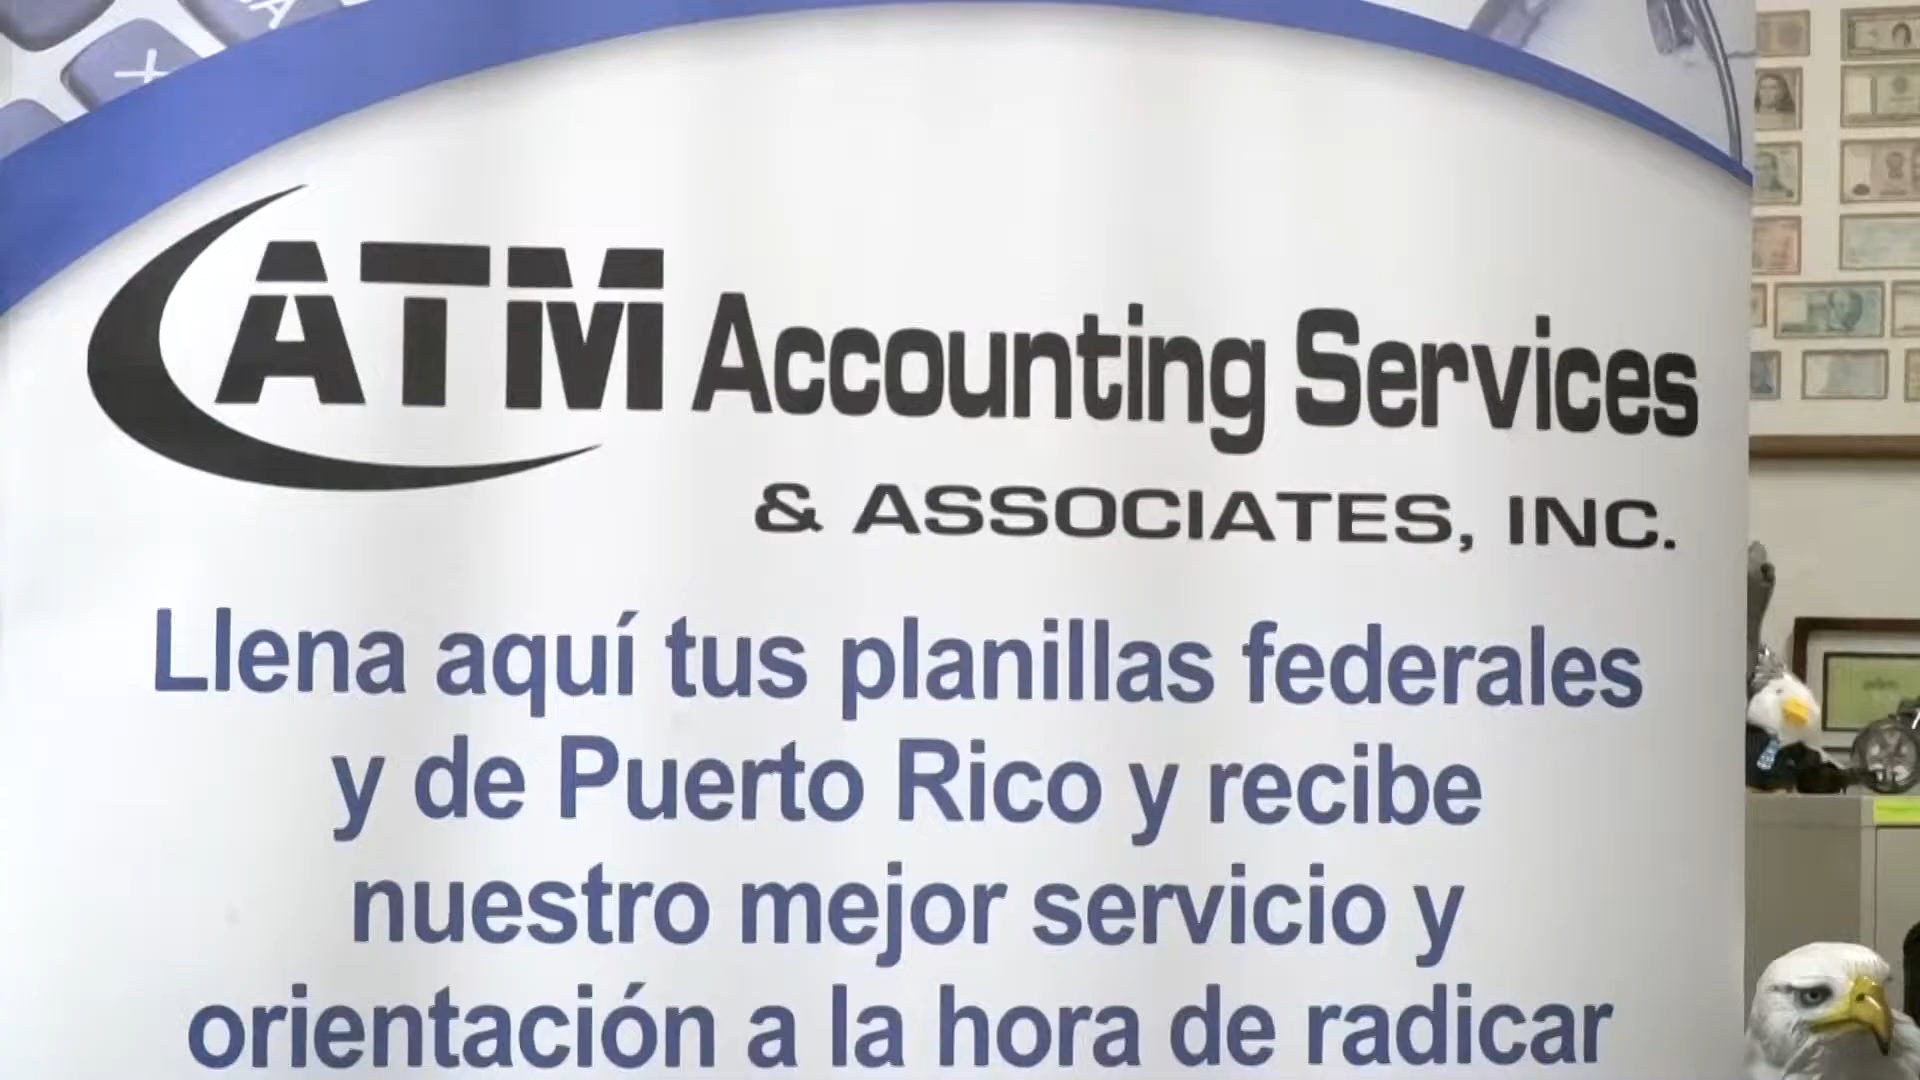 ATM Accounting Services
& ASSOCIATES, INC.
Llena aquí tus planillas federales
y de Puerto Rico y recibe
nuestro mejor servicio y
orientación a la hora de radicar